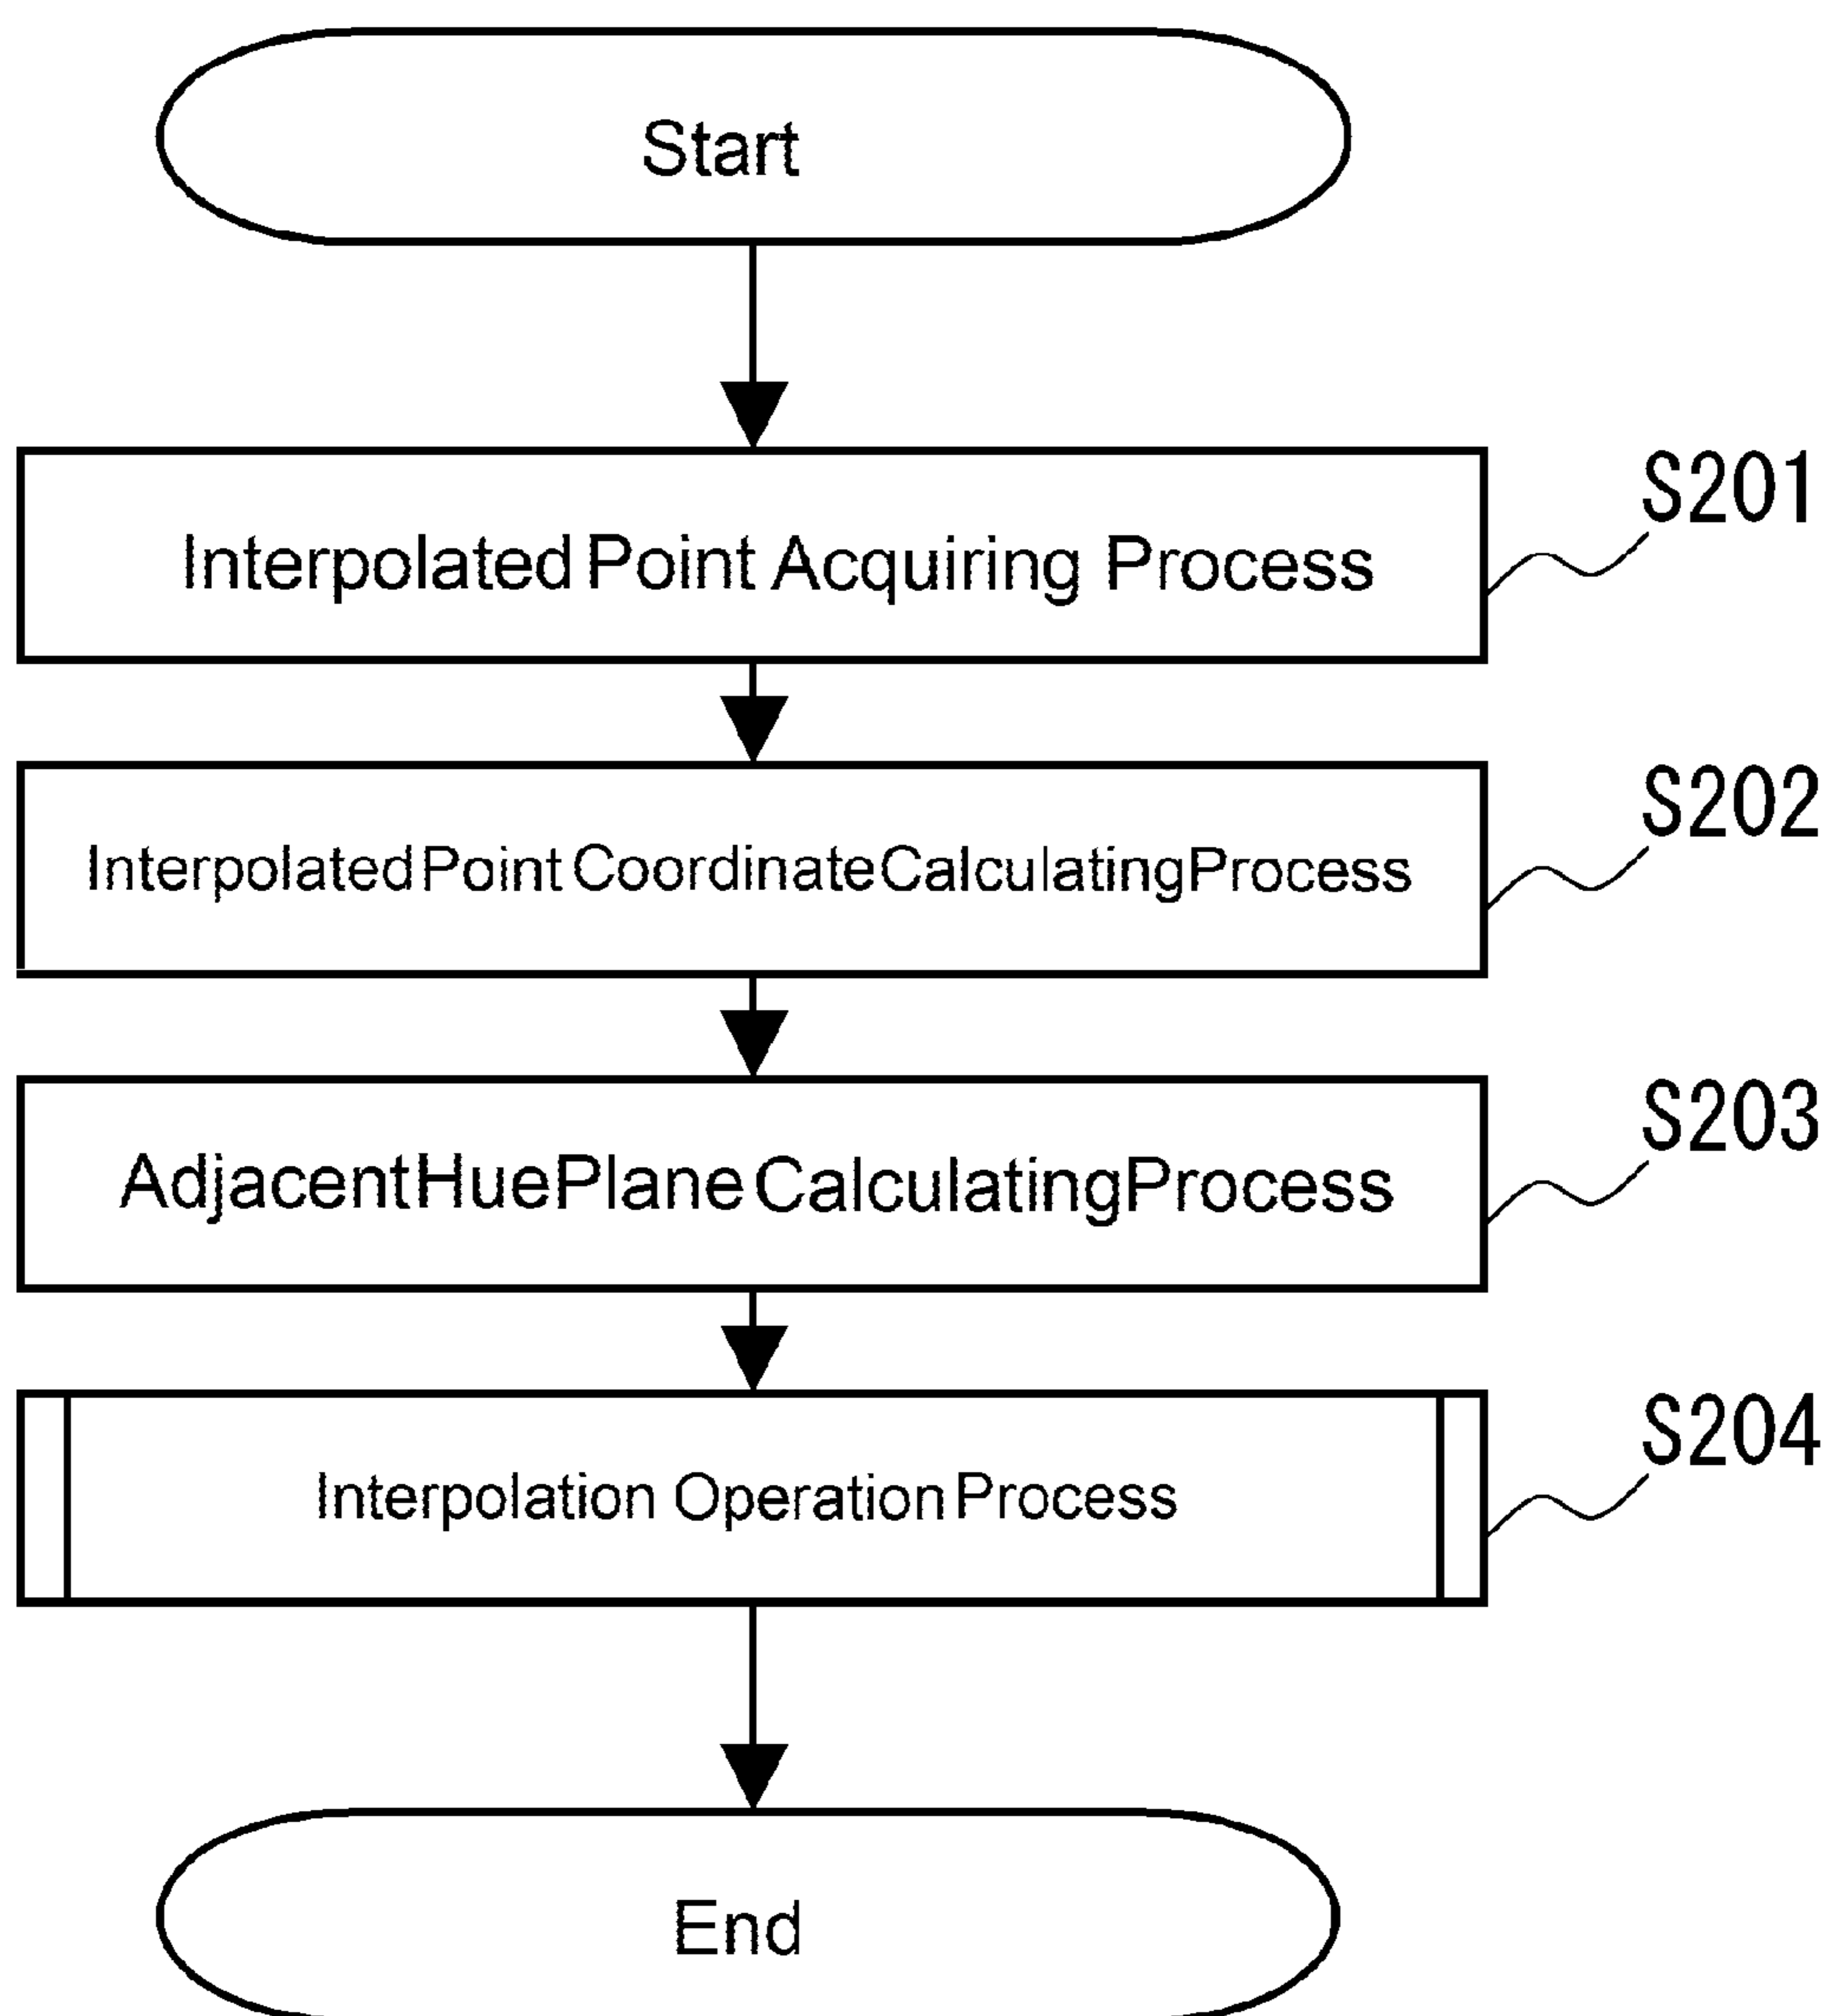 Start
S201
Interpolated Point Acquiring Process
S202
Interpolated Point Coordinate Calculating Process
S203
Adjacent Hue Plane Calculating Process
S204
Interpolation Operation Process
End